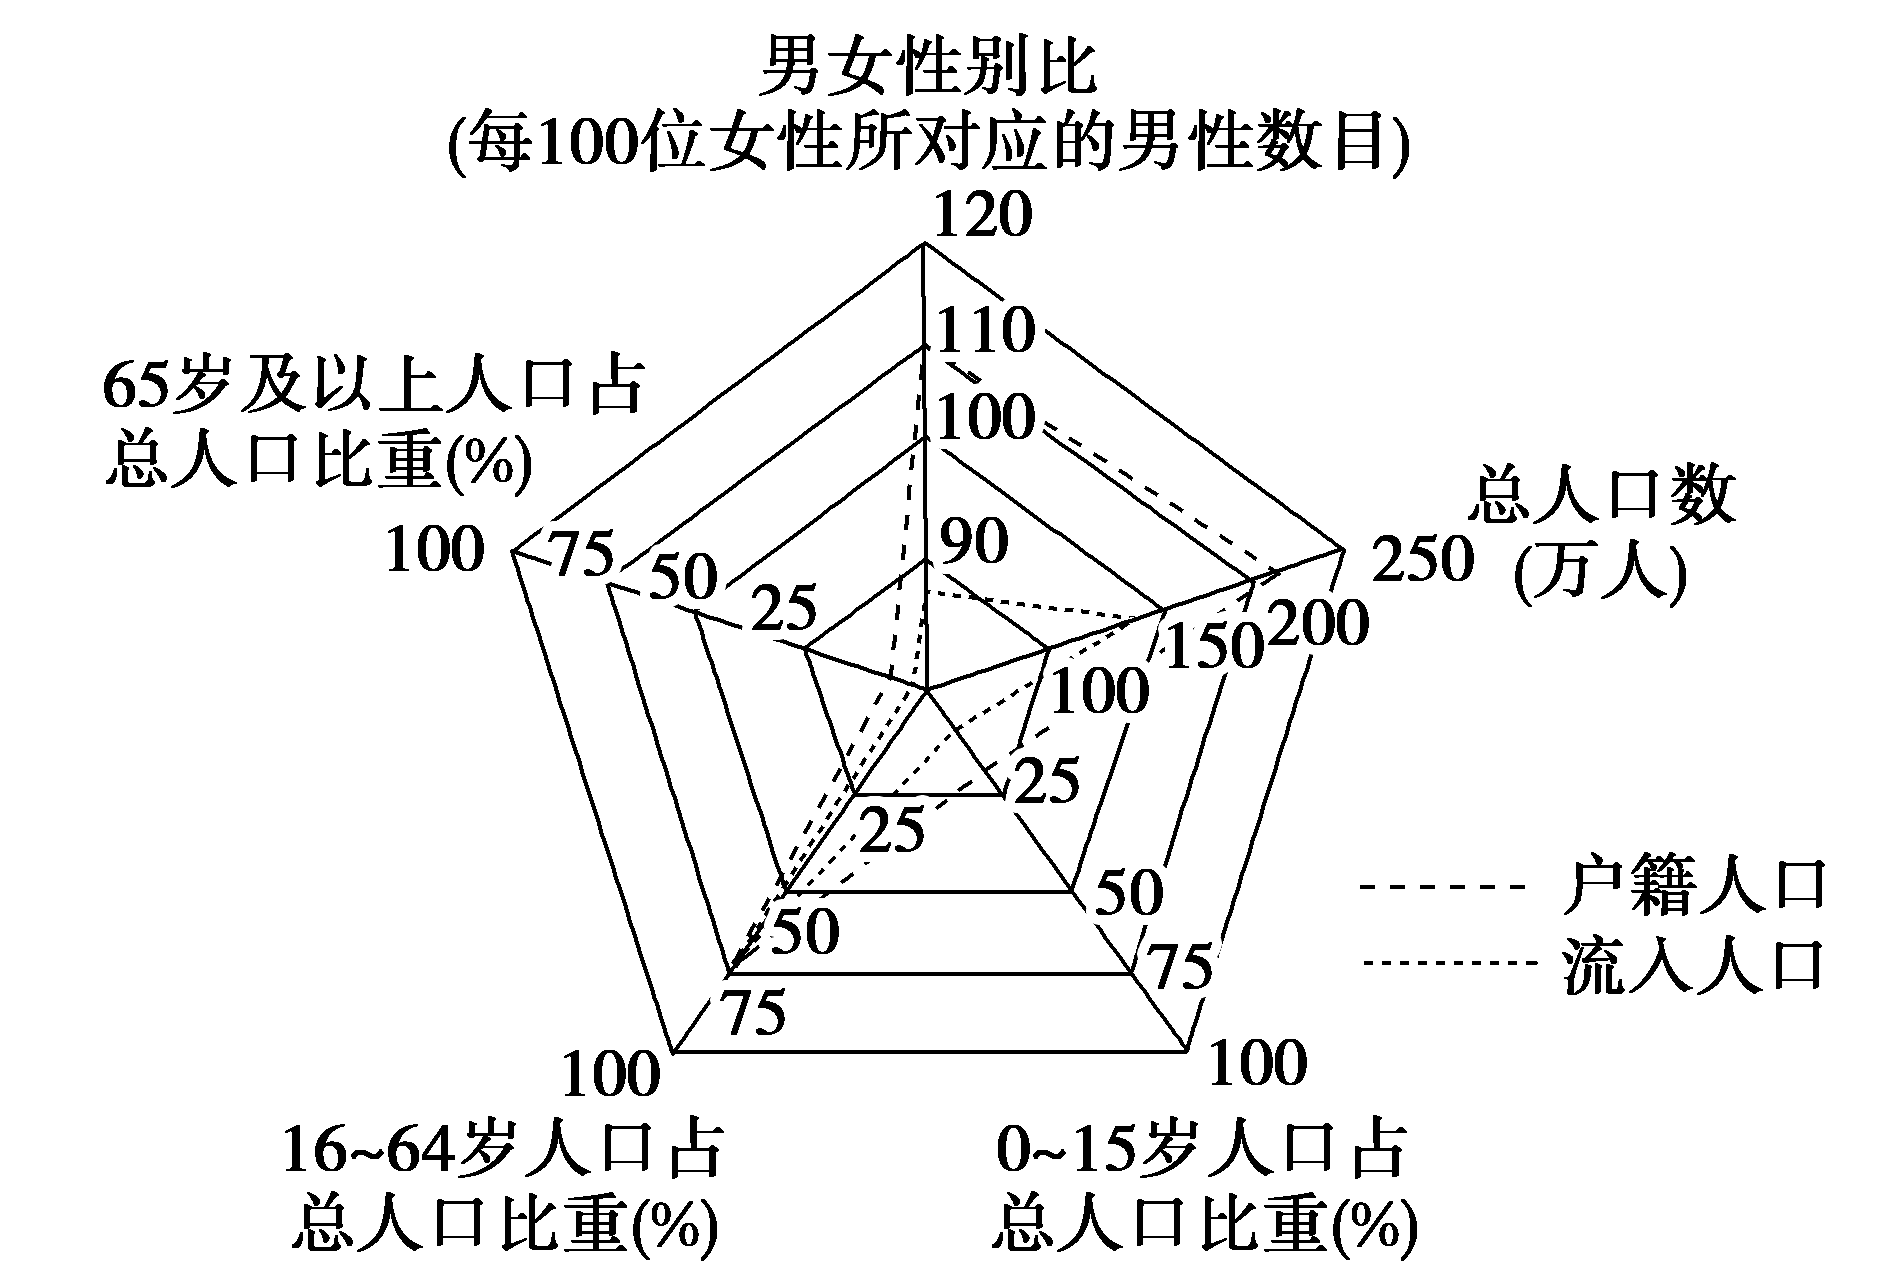 男女性别比
(每100位女性所对应的男性数目)
120
110
100
90
65岁及以上人口占
总人口比重(%)
100
75
50
25
总人口数
(万人)
250
200
150
100
25
50
75
100
25
50
75
100
户籍人口
流入人口
16~64岁人口占
总人口比重(%)
0~15岁人口占
总人口比重(%)